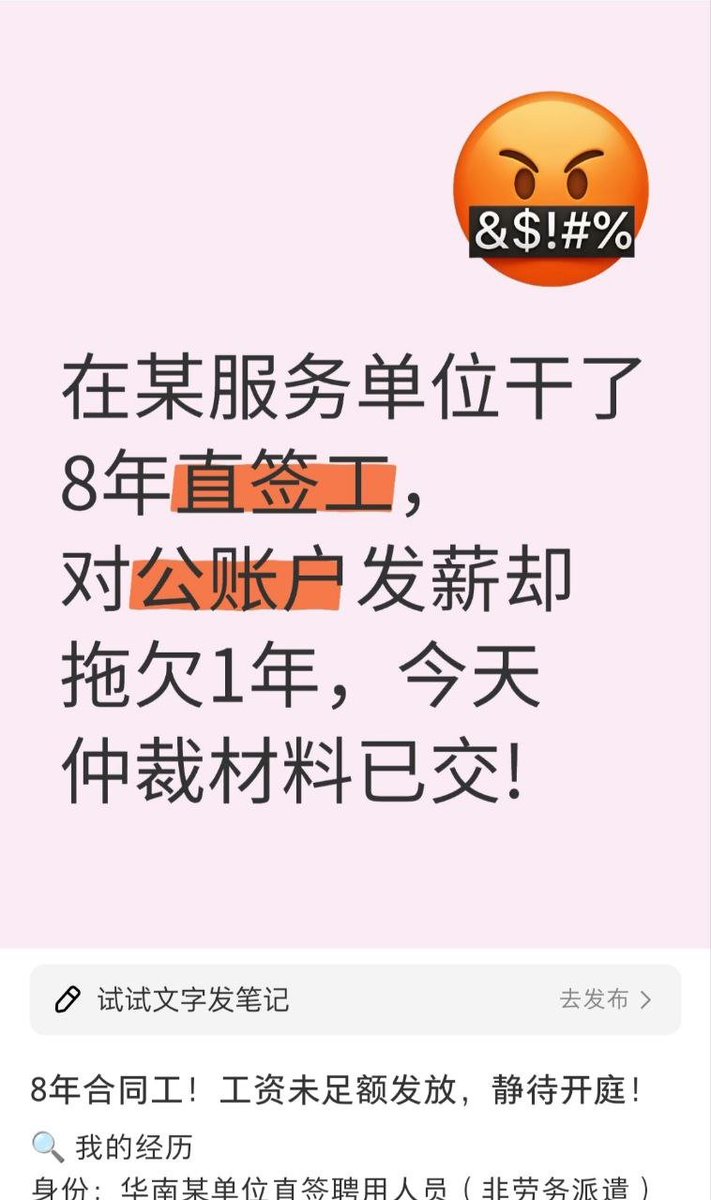 &$!#%
在某服务单位干了
8年直签工，
对公账户发薪却
拖欠1年，今天
仲裁材料已交!
试试文字发笔记
去发布
8年合同工！工资未足额发放，静待开庭！
我的经历
身份：华南某单位直签聘用人员（非劳务派遣）